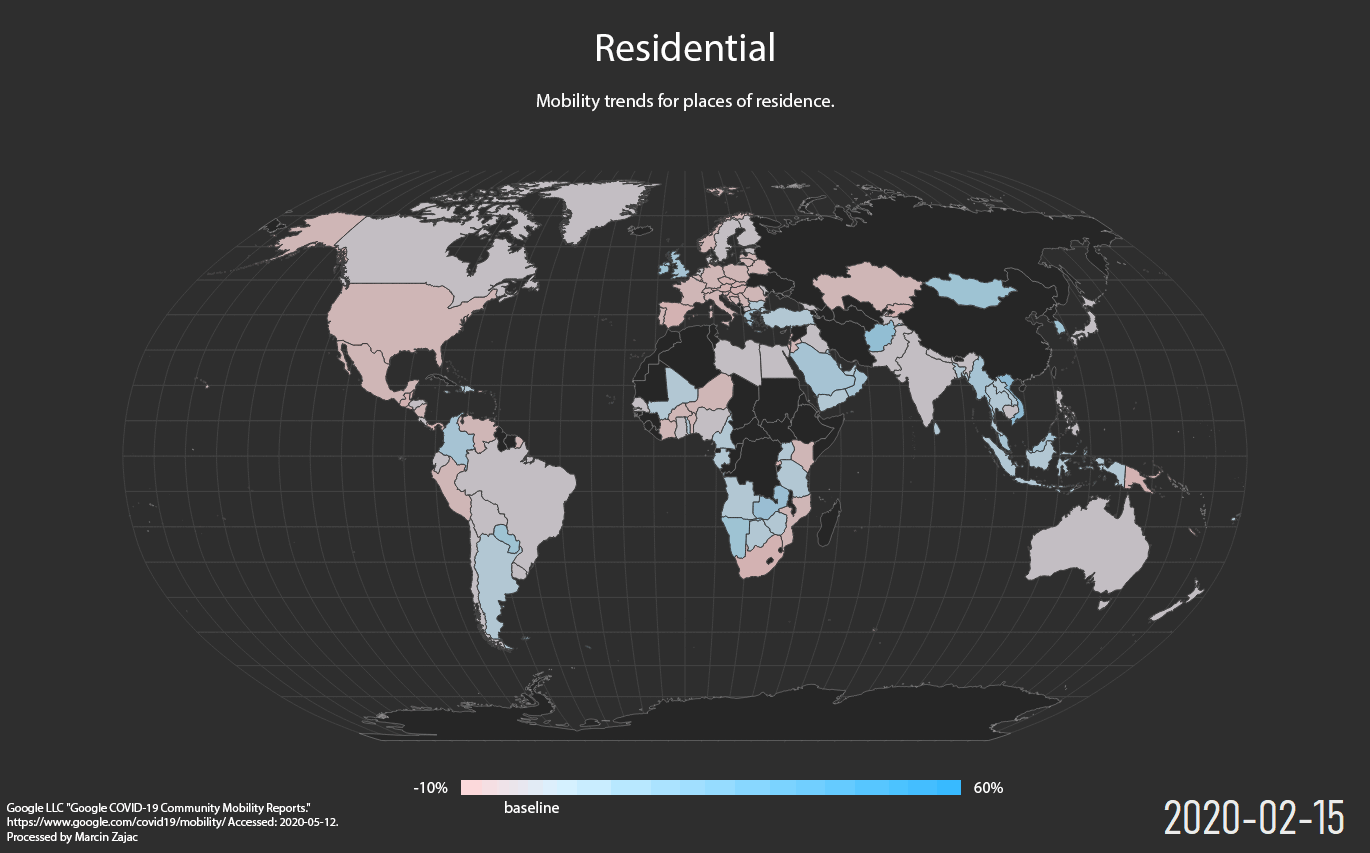 Residential
Mobility trends for places of residence.
-10%
60%
baseline
Google LLC "Google COVID-19 Community Mobility Reports."
https://www.google.com/covid19/mobility/ Accessed: 2020-05-12.
Processed by Marcin Zajac
2020-02-15